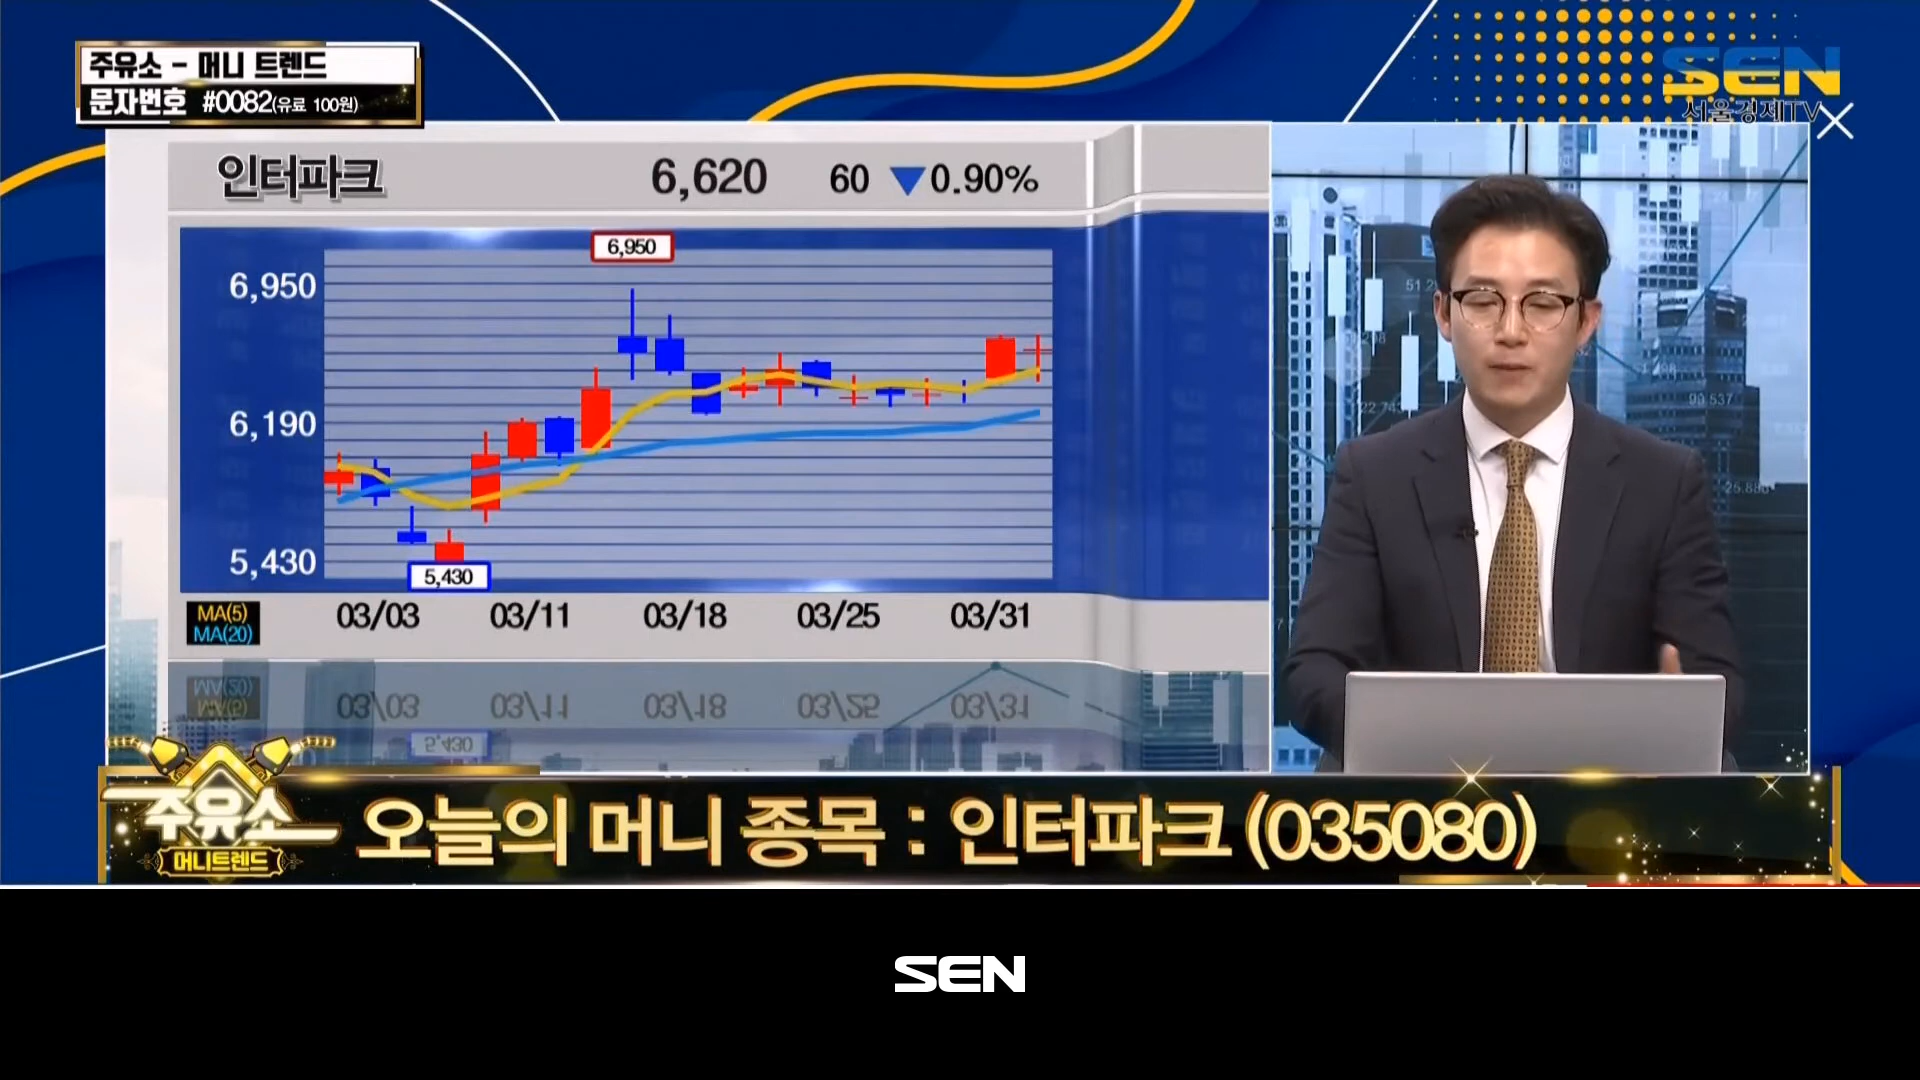 주유소 - 머니 트렌드
문자번호 #0082(유료 100원)
SEN
서울경제TV
인터파크 6,620 60 ▼0.90%
6,950
6,950
6,190
5,430
5,430
MA(5)
MA(20)
03/03 03/11 03/18 03/25 03/31
주유소
머니트렌드
오늘의 머니 종목 : 인터파크 (035080)
SEN